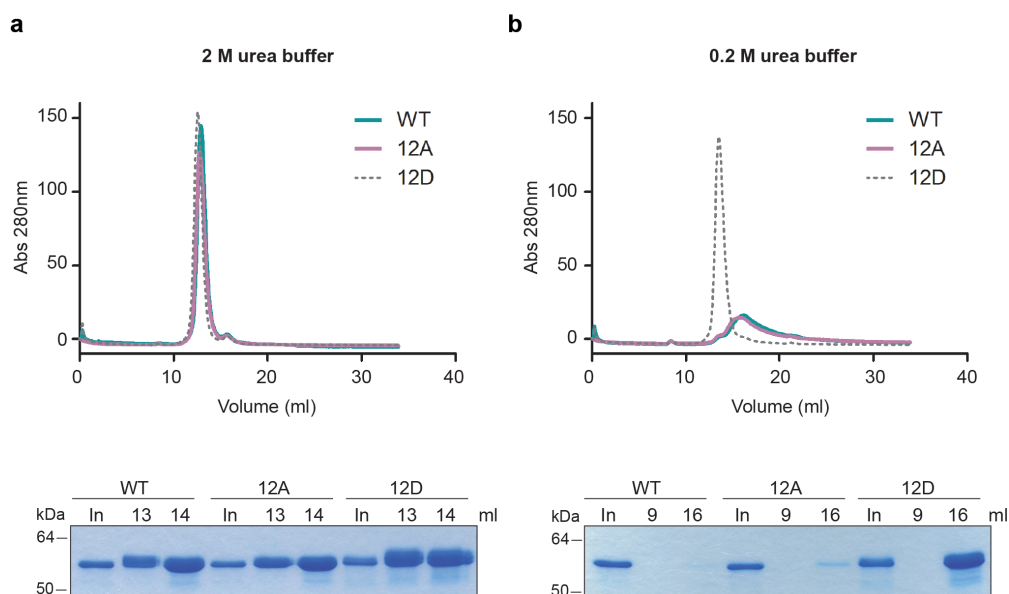 a
2 M urea buffer
150
100
50
0
Abs 280nm
WT
12A
12D
0 10 20 30 40
Volume (ml)
WT 12A 12D
kDa In 13 14 In 13 14 In 13 14 ml
64
50
b
0.2 M urea buffer
150
100
50
0
Abs 280nm
WT
12A
12D
0 10 20 30 40
Volume (ml)
WT 12A 12D
kDa In 9 16 In 9 16 In 9 16 ml
64
50